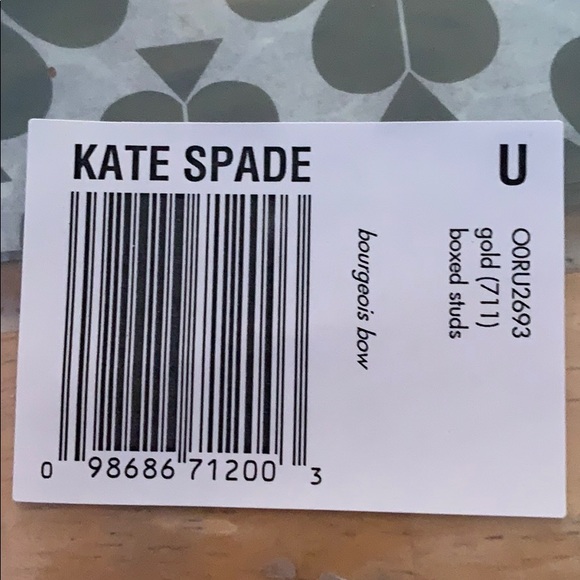 KATE SPADE
U
O0RU2693
gold (711)
boxed studs
bourgeois bow
0 98686 71200 3